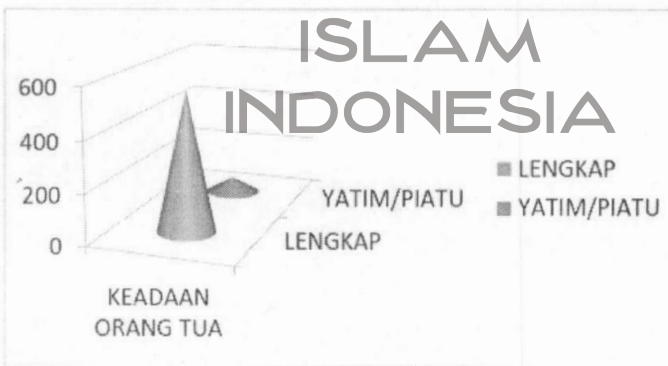 ISLAM
INDONESIA
600
400
200
0
YATIM/PIATU
LENGKAP
KEADAAN
ORANG TUA
LENGKAP
YATIM/PIATU